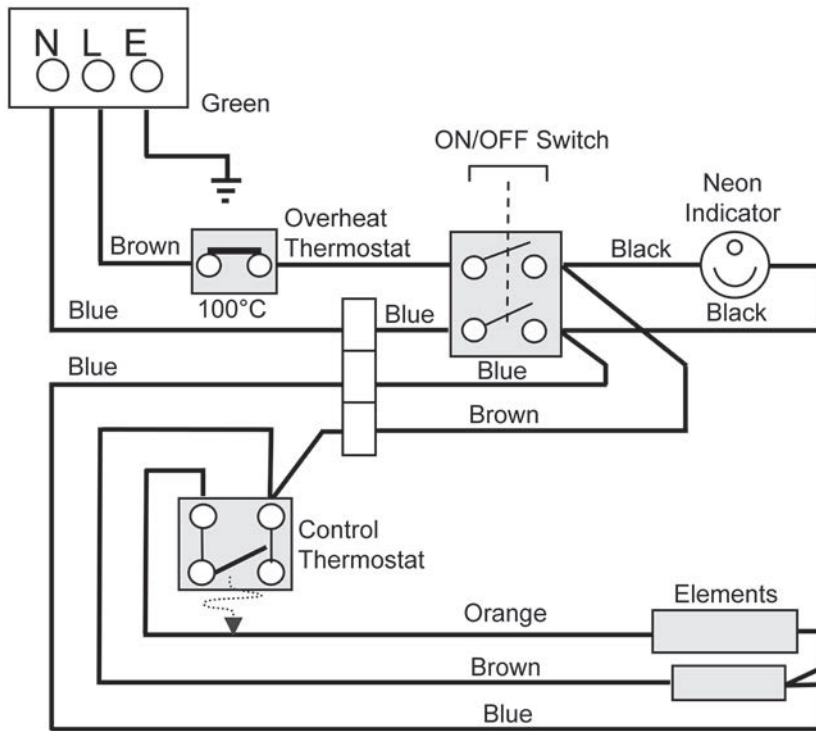 N L E
Green
ON/OFF Switch
Neon
Indicator
Overheat
Thermostat
Brown
Black
100°C
Blue
Blue
Black
Blue
Blue
Brown
Control
Thermostat
Elements
Orange
Brown
Blue